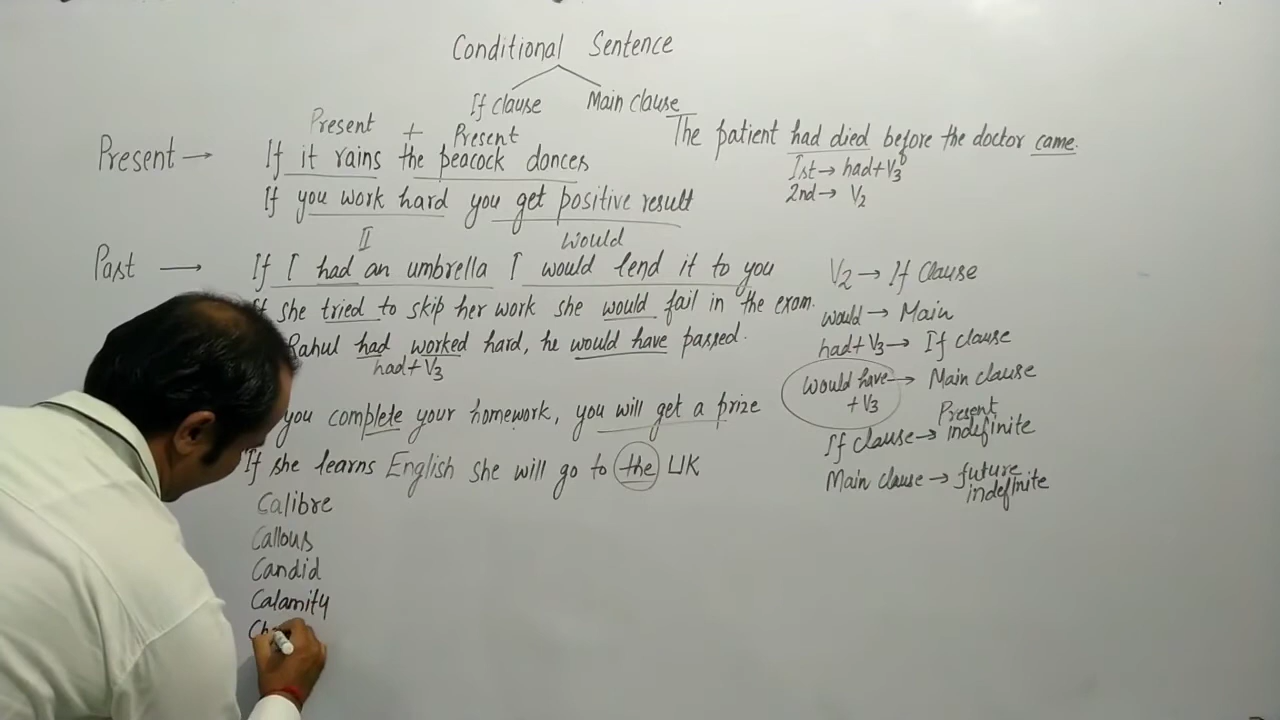 Conditional Sentence
If clause Main clause
Present + Present
Present → If it rains the peacock dances
If you work hard you get positive result
The patient had died before the doctor came.
Ist → had+V3
2nd → V2
II would
Past → If I had an umbrella I would lend it to you
she tried to skip her work she would fail in the exam.
Rahul had worked hard, he would have passed.
had+V3
you complete your homework, you will get a prize
If she learns English she will go to the UK
Calibre
Callous
Candid
Calamity
V2 → If Clause
would → Main
had+V3 → If clause
would have + V3 → Main clause
If clause → Present indefinite
Main clause → future indefinite